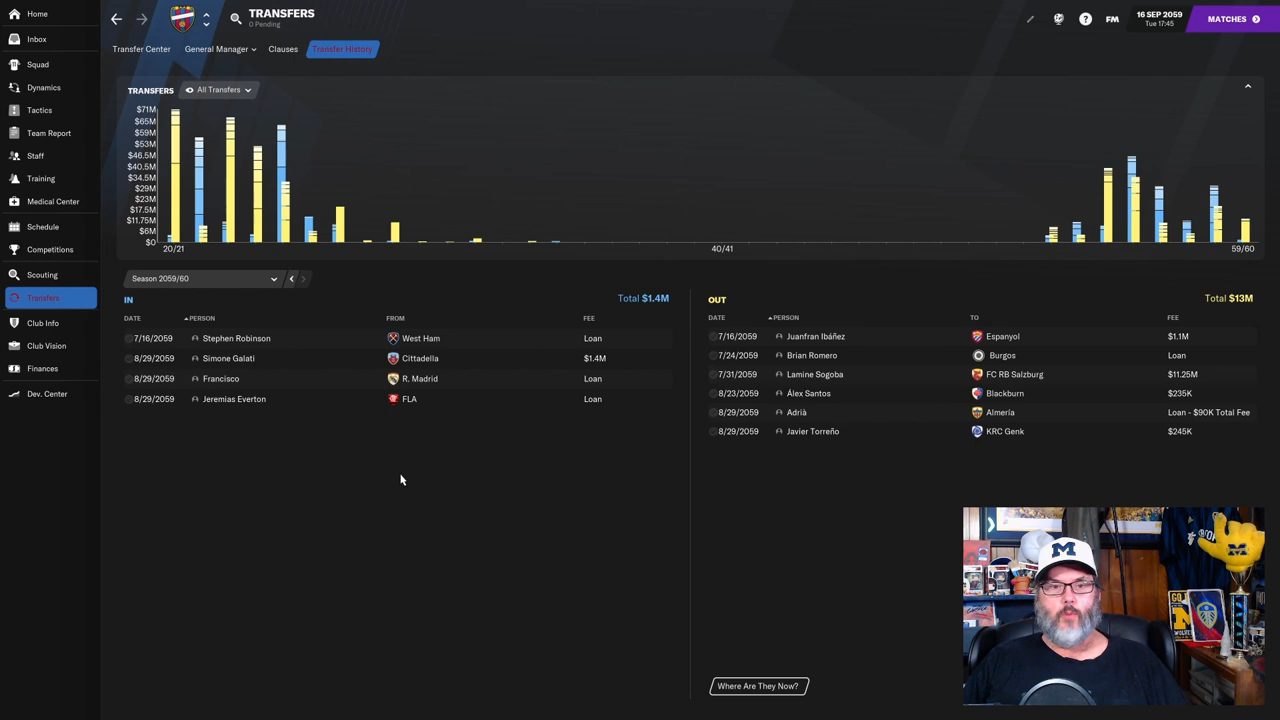 Home
Inbox
Squad
Dynamics
Tactics
Team Report
Staff
Training
Medical Center
Schedule
Competitions
Scouting
Transfers
Club Info
Club Vision
Finances
Dev. Center
TRANSFERS
0 Pending
FM
16 SEP 2059
Tue 17:45
MATCHES
Transfer Center General Manager Clauses Transfer History
TRANSFERS All Transfers
$71M
$65M
$59M
$53M
$46.5M
$40.5M
$34.5M
$29M
$23M
$17.5M
$11.75M
$6M
$0
20/21 40/41 59/60
Season 2059/60
IN Total $1.4M
DATE PERSON FROM FEE
7/16/2059 Stephen Robinson West Ham Loan
8/29/2059 Simone Galati Cittadella $1.4M
8/29/2059 Francisco R. Madrid Loan
8/29/2059 Jeremias Everton FLA Loan
OUT Total $13M
DATE PERSON TO FEE
7/16/2059 Juanfran Ibáñez Espanyol $1.1M
7/24/2059 Brian Romero Burgos Loan
7/31/2059 Lamine Sogoba FC RB Salzburg $11.25M
8/23/2059 Álex Santos Blackburn $235K
8/29/2059 Adrià Almería Loan - $90K Total Fee
8/29/2059 Javier Torreño KRC Genk $245K
Where Are They Now?
M
M